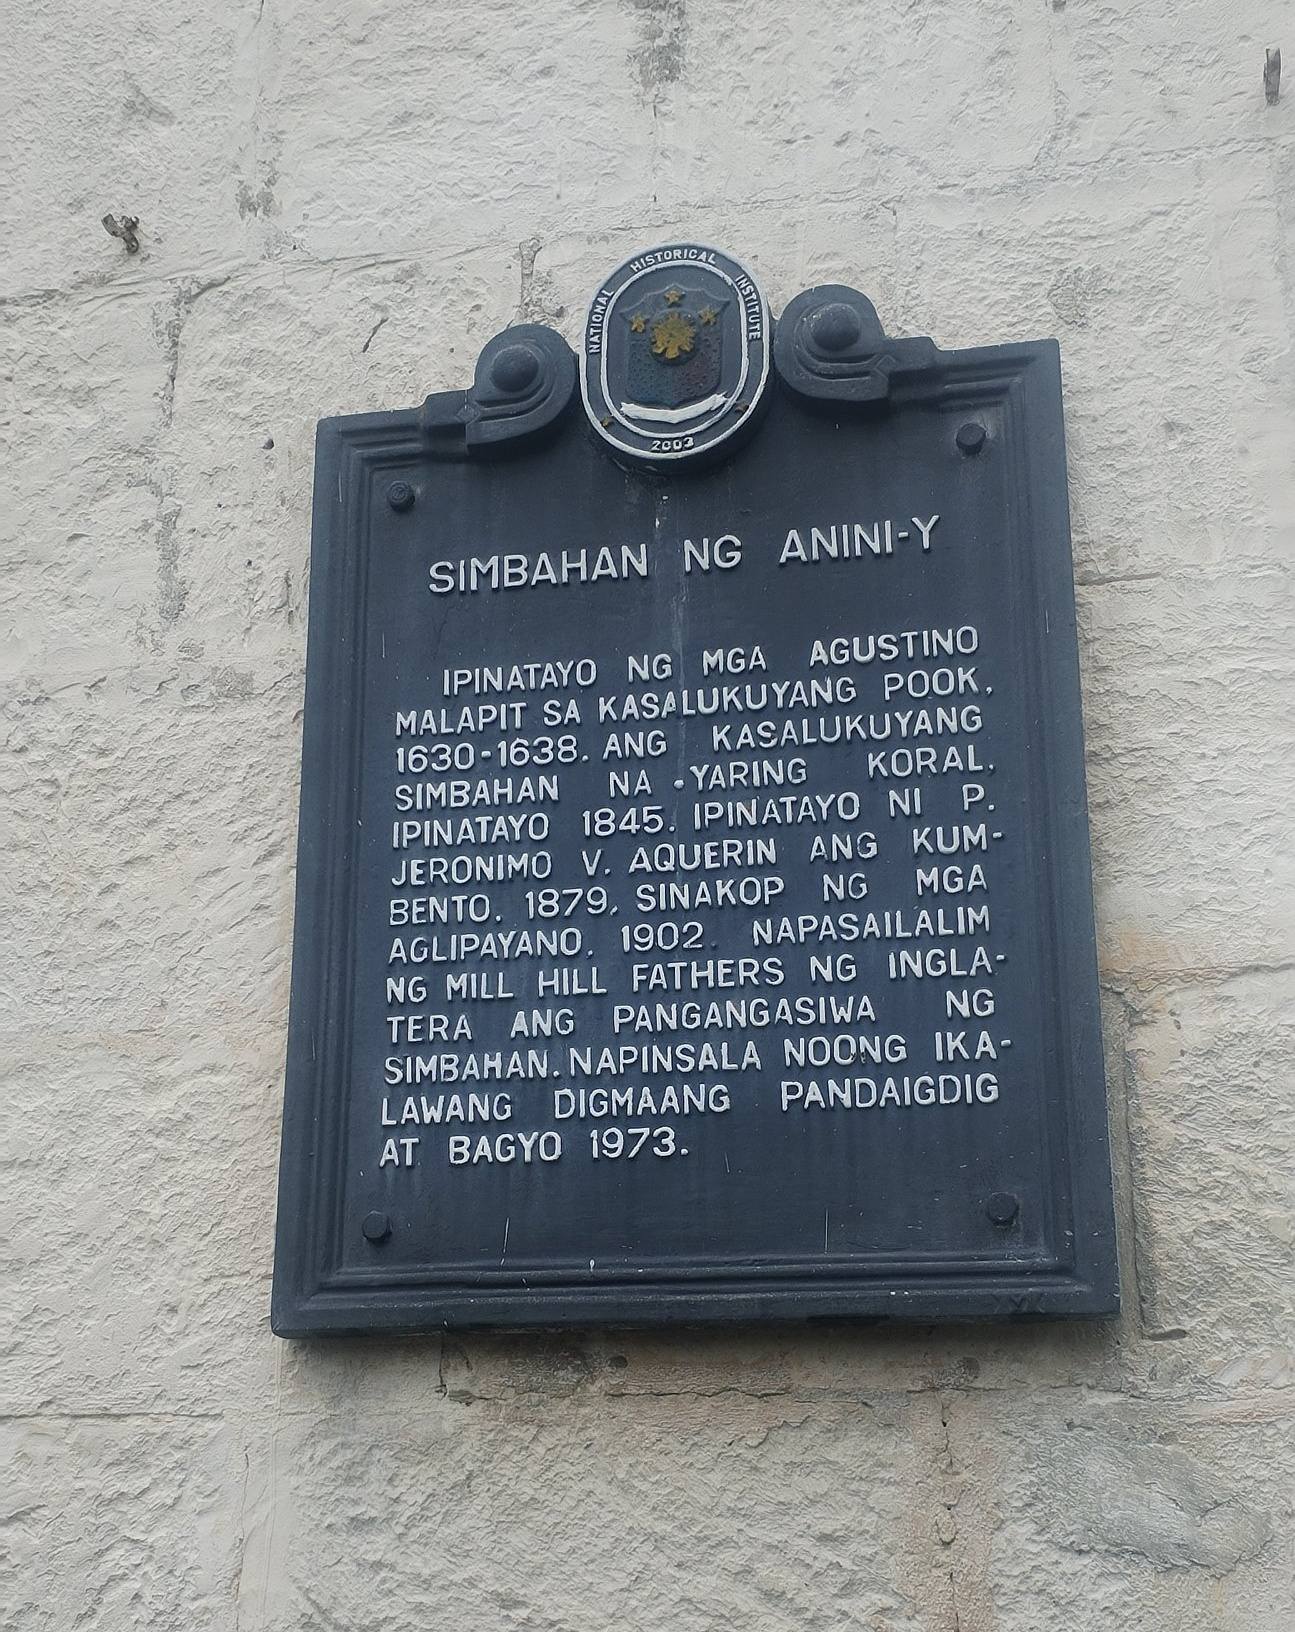 NATIONAL HISTORICAL INSTITUTE
2003
SIMBAHAN NG ANINI-Y
IPINATAYO NG MGA AGUSTINO
MALAPIT SA KASALUKUYANG POOK,
1630-1638. ANG KASALUKUYANG
SIMBAHAN NA YARING KORAL,
IPINATAYO 1845. IPINATAYO NI P.
JERONIMO V. AQUERIN ANG KUM-
BENTO, 1879, SINAKOP NG MGA
AGLIPAYANO, 1902. NAPASAILALIM
NG MILL HILL FATHERS NG INGLA-
TERA ANG PANGANGASIWA NG
SIMBAHAN. NAPINSALA NOONG IKA-
LAWANG DIGMAANG PANDAIGDIG
AT BAGYO 1973.